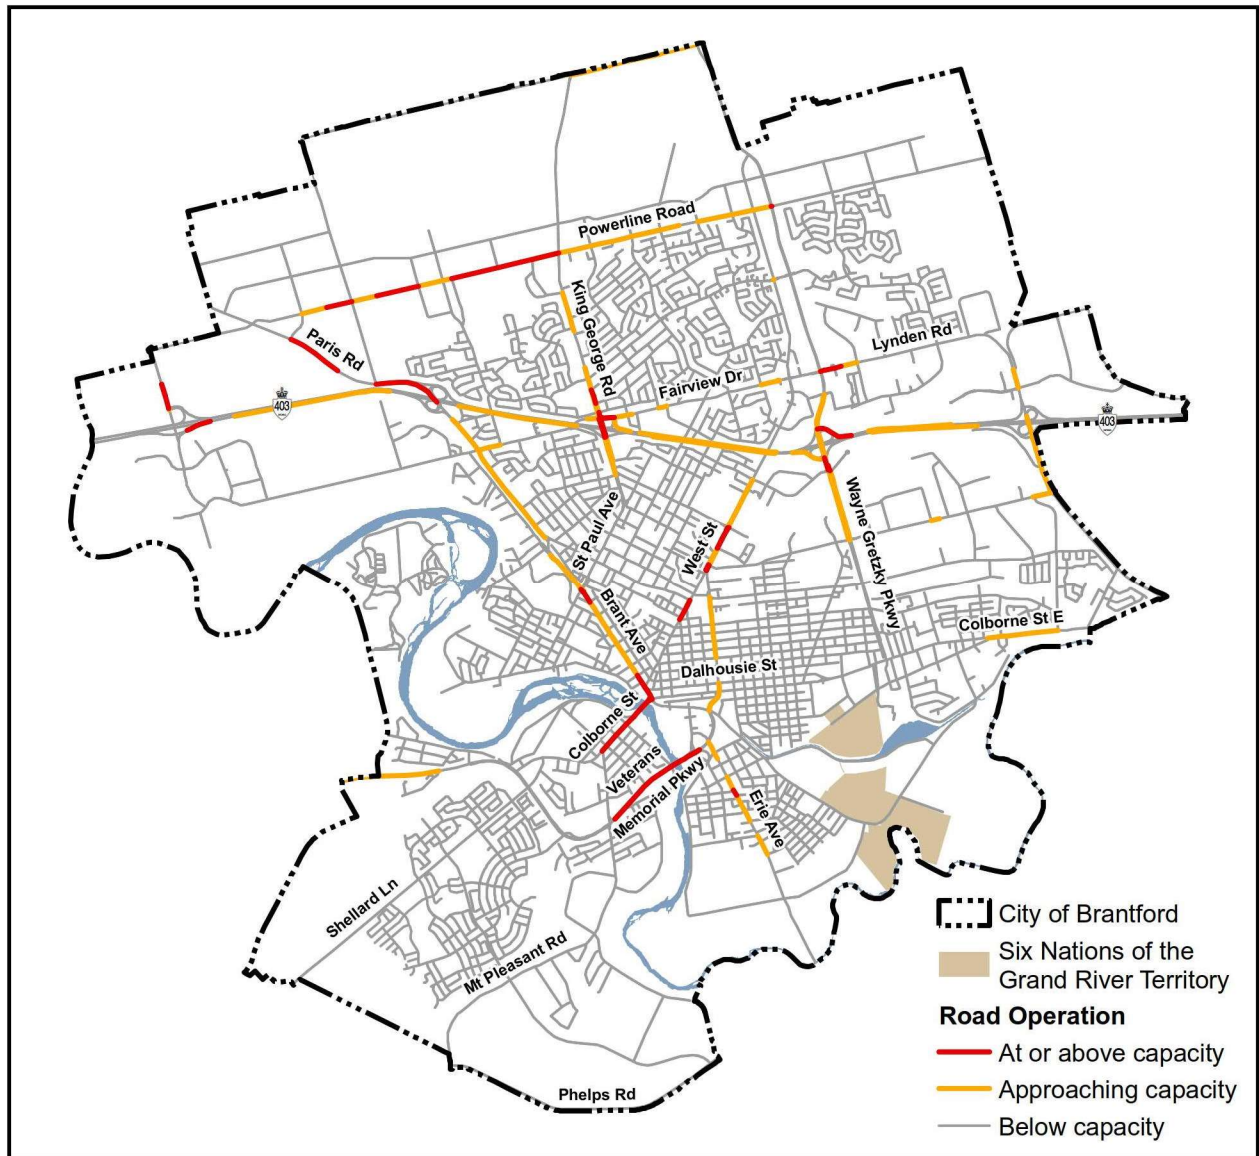 Powerline Road
King George Rd
Paris Rd
Lynden Rd
Fairview Dr
403
403
St Paul Ave
West St
Wayne Gretzky Pkwy
Brant Ave
Colborne St E
Dalhousie St
Colborne St
Veterans
Memorial Pkwy
Erie Ave
Shellard Ln
Mt Pleasant Rd
Phelps Rd
City of Brantford
Six Nations of the
Grand River Territory
Road Operation
At or above capacity
Approaching capacity
Below capacity